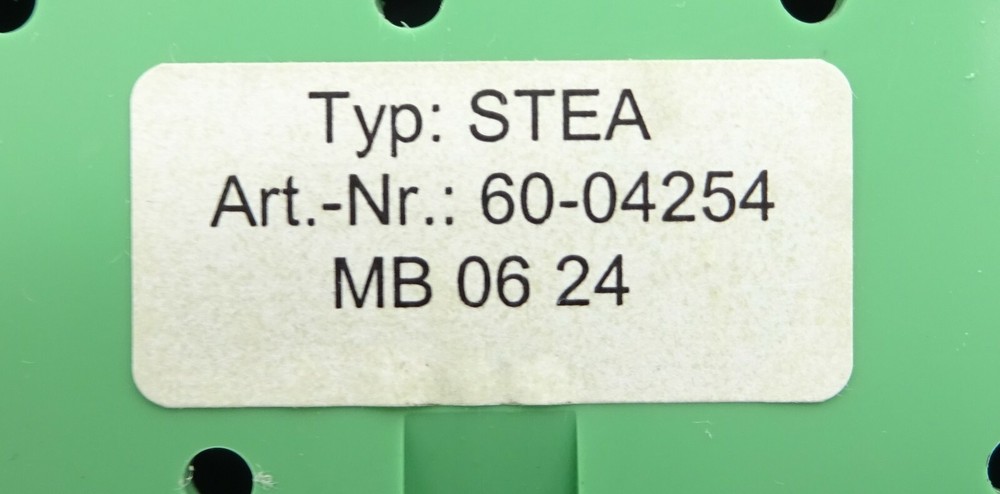 Typ: STEA
Art.-Nr.: 60-04254
MB 06 24